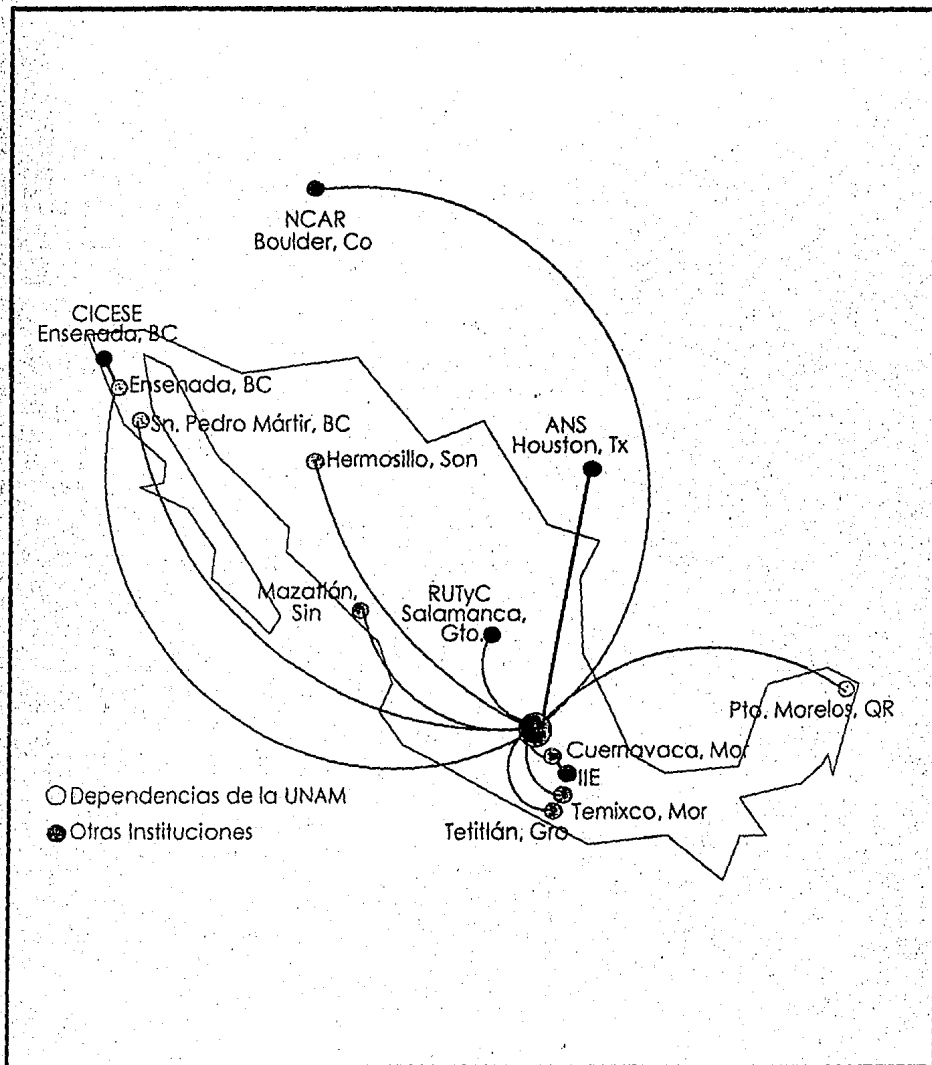 NCAR
Boulder, Co
CICESE
Ensenada, BC
Ensenada, BC
Sn. Pedro Mártir, BC
ANS
Houston, Tx
Hermosillo, Son
Mazatlán,
Sin
RUTyC
Salamanca,
Gto.
Pto. Morelos, QR
Cuernavaca, Mor
IIE
Dependencias de la UNAM
Temixco, Mor
Otras Instituciones
Tetitlán, Gro